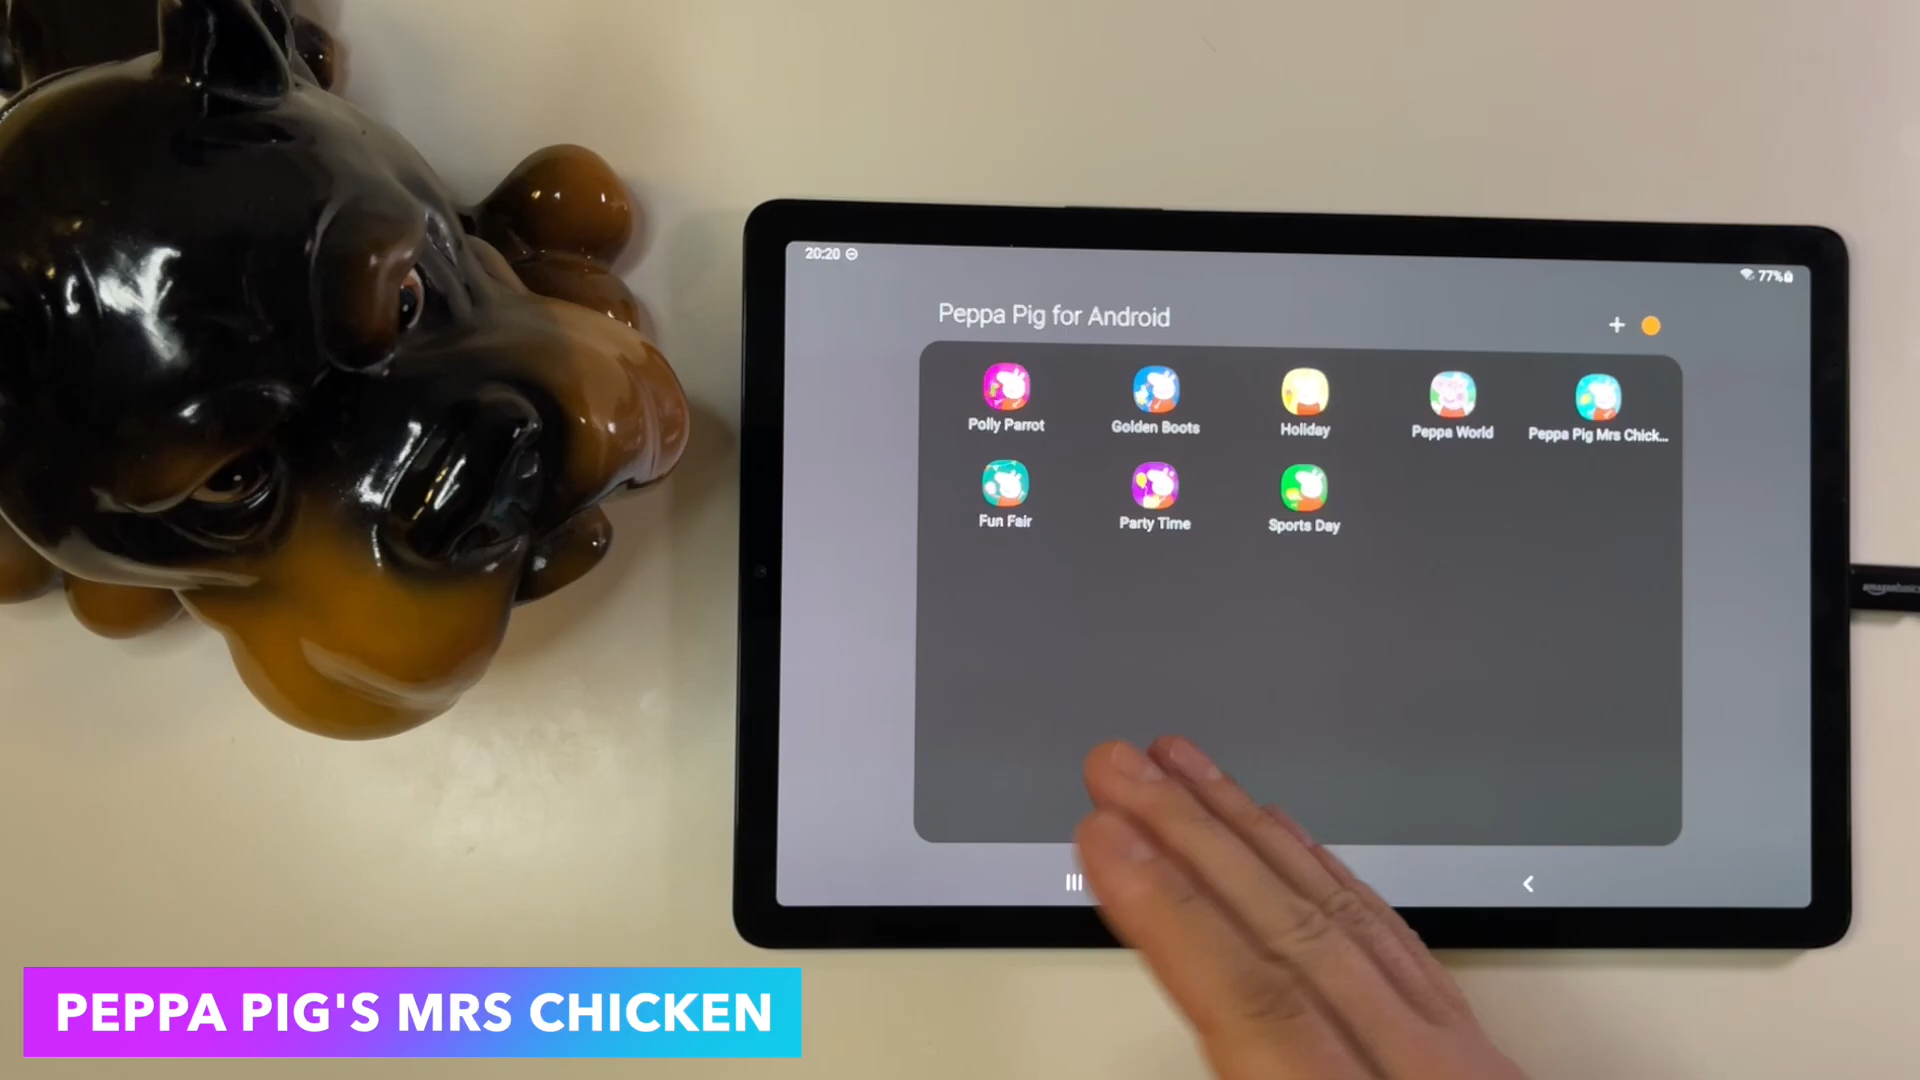 20:20
77%
Peppa Pig for Android
Polly Parrot
Golden Boots
Holiday
Peppa World
Peppa Pig Mrs Chick...
Fun Fair
Party Time
Sports Day
amazonbasics
PEPPA PIG'S MRS CHICKEN